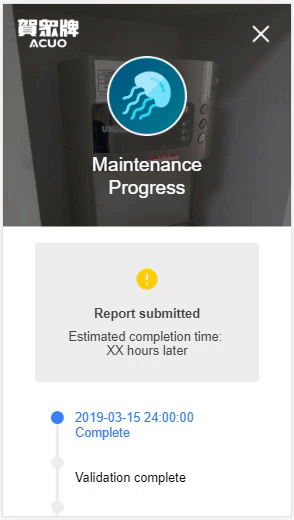 賀眾牌
ACUO
Maintenance
Progress
Report submitted
Estimated completion time:
XX hours later
2019-03-15 24:00:00
Complete
Validation complete